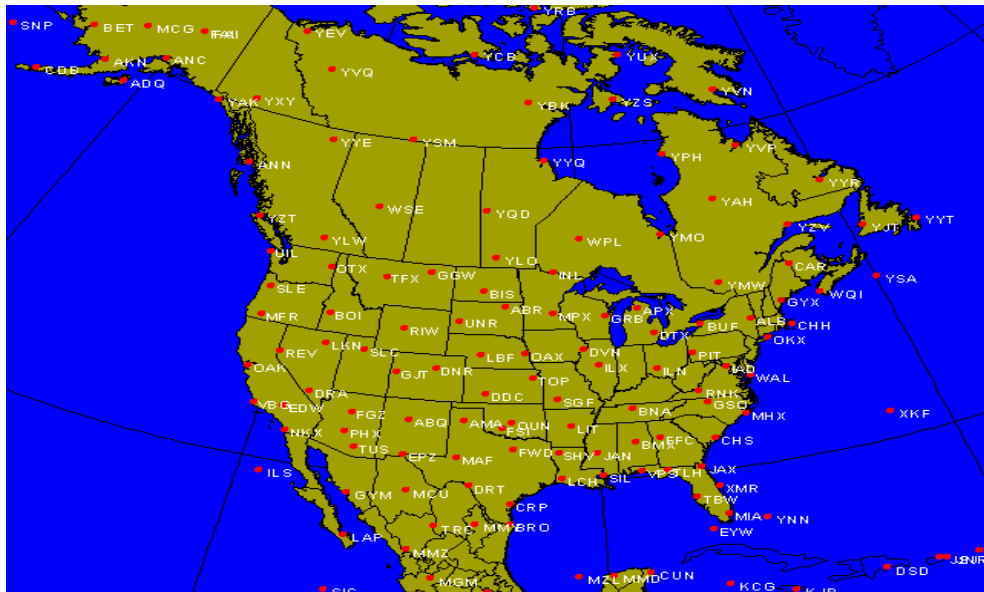 YRB
SNP
BET
MCG
YEV
YCB
YUX
CDB
AKN
ANC
YVQ
ADQ
YVN
YAK
YXY
YBK
YZS
YYE
YSM
YVP
ANN
YYQ
YPH
YYR
YAH
WSE
YQD
YZT
YYT
YLW
WPL
YMO
YZV
YJT
UIL
YLO
OTX
TFX
GGW
INL
CAR
YSA
SLE
BIS
YMW
WQI
GYX
MFR
BOI
ABR
MPX
GRB
APX
ALB
CHH
RIW
UNR
BUF
DTX
OKX
REV
LKN
SLC
LBF
OAX
DVN
PIT
OAK
GJT
DNR
ILX
ILN
IAD
WAL
TOP
DRA
DDC
RNK
VBG
EDW
SGF
GSO
FGZ
BNA
MHX
XKF
ABQ
AMA
OUN
NKX
PHX
FSI
LIT
FFC
CHS
TUS
BMX
EPZ
MAF
FWD
SHV
JAN
ILS
LCH
SIL
VPS
TLH
JAX
GYM
MCU
DRT
XMR
TBW
CRP
MIA
YNN
TRC
MMY
BRO
EYW
LAP
MMZ
MGM
MZL
MMD
CUN
DSD
KCG